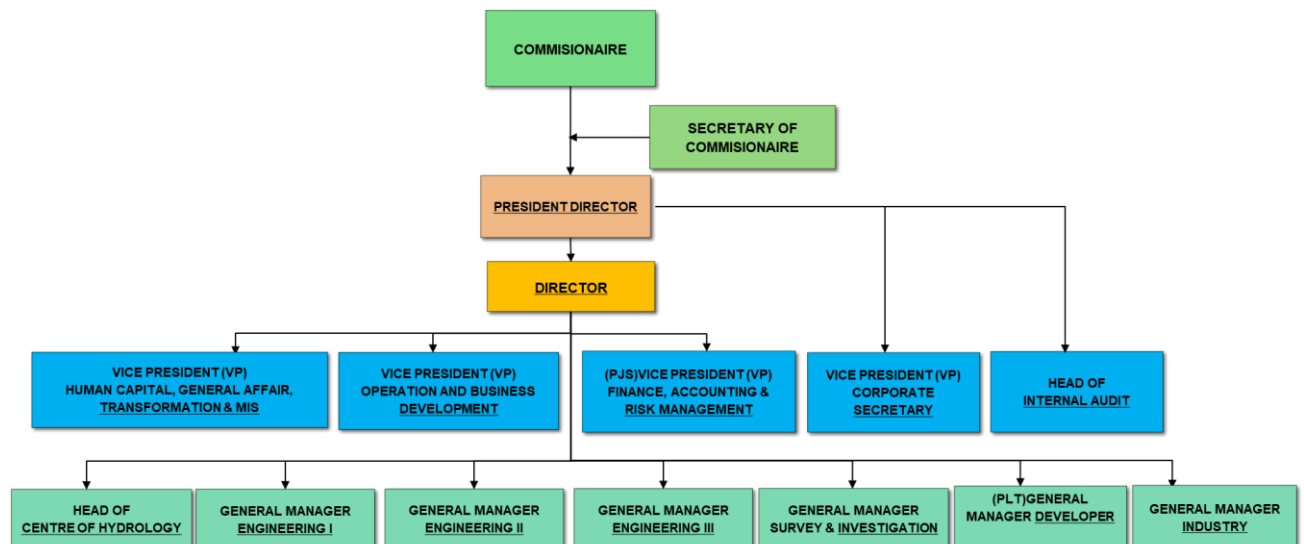 COMMISIONAIRE
SECRETARY OF
COMMISIONAIRE
PRESIDENT DIRECTOR
DIRECTOR
VICE PRESIDENT (VP)
HUMAN CAPITAL, GENERAL AFFAIR,
TRANSFORMATION & MIS
VICE PRESIDENT (VP)
OPERATION AND BUSINESS
DEVELOPMENT
(PJS)VICE PRESIDENT (VP)
FINANCE, ACCOUNTING &
RISK MANAGEMENT
VICE PRESIDENT (VP)
CORPORATE
SECRETARY
HEAD OF
INTERNAL AUDIT
HEAD OF
CENTRE OF HYDROLOGY
GENERAL MANAGER
ENGINEERING I
GENERAL MANAGER
ENGINEERING II
GENERAL MANAGER
ENGINEERING III
GENERAL MANAGER
SURVEY & INVESTIGATION
(PLT)GENERAL
MANAGER DEVELOPER
GENERAL MANAGER
INDUSTRY